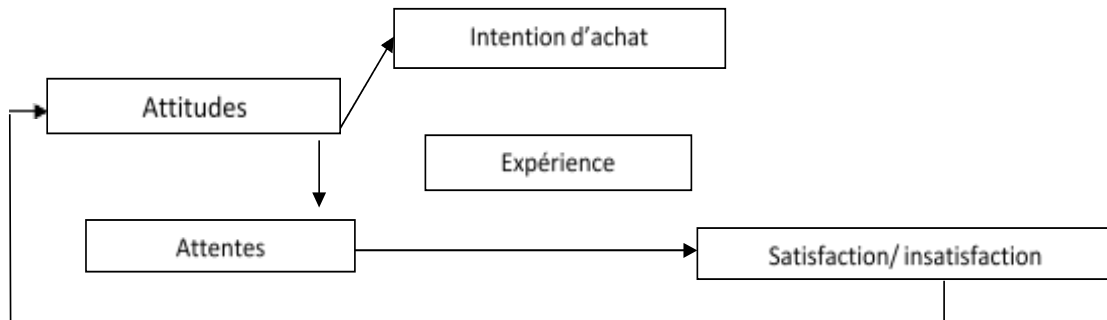 Intention d’achat
Attitudes
Expérience
Attentes
Satisfaction/ insatisfaction